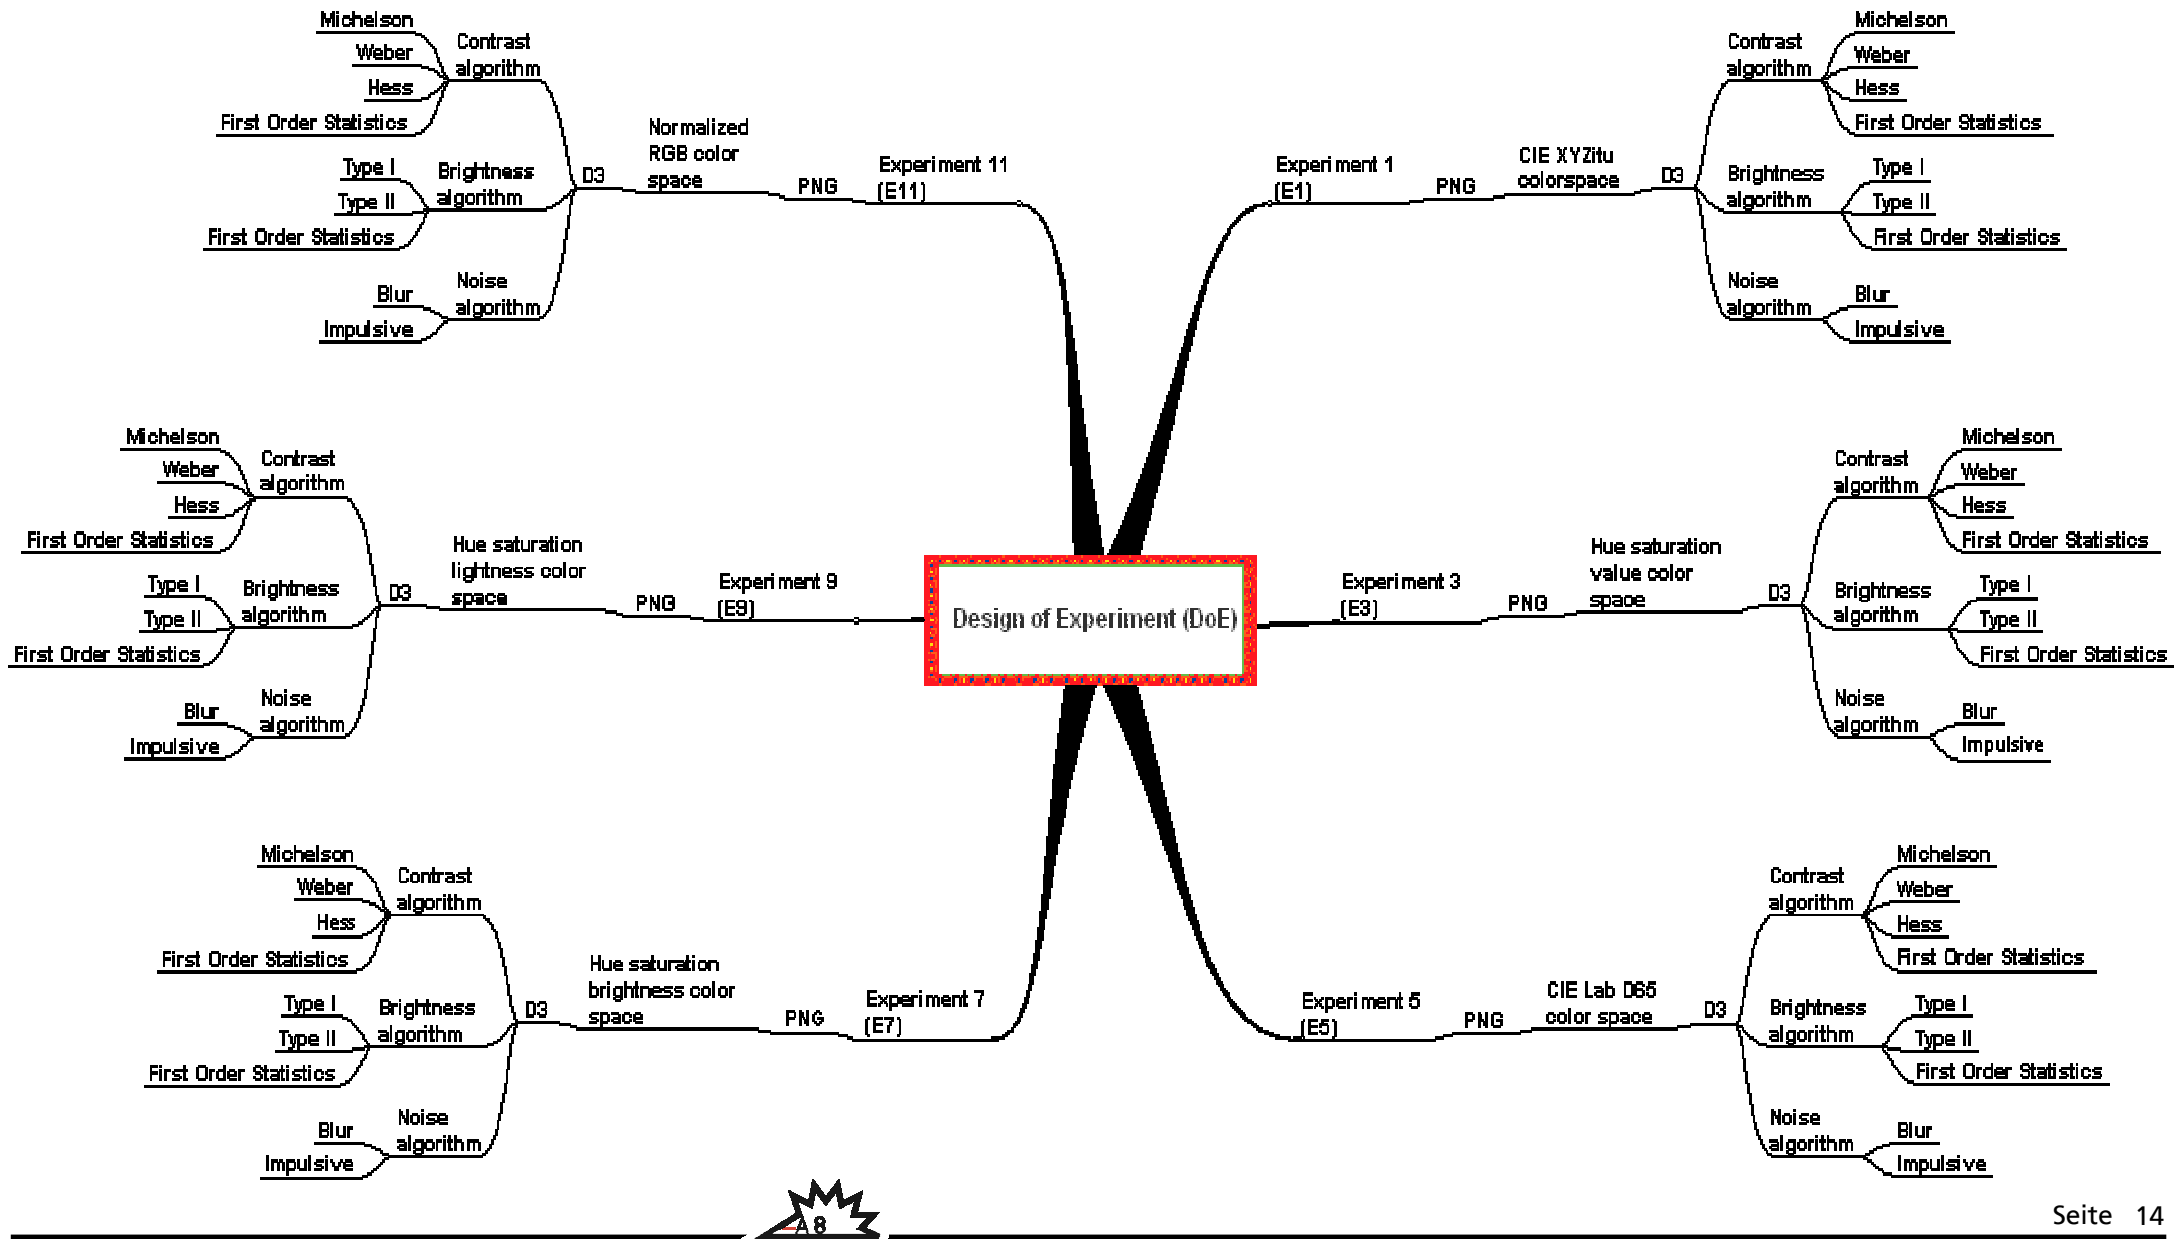 Michelson
Weber
Hess
First Order Statistics
Contrast
algorithm
Type I
Type II
First Order Statistics
Brightness
algorithm
Blur
Impulsive
Noise
algorithm
D3
Normalized
RGB color
space
PNG
Experiment 11
(E11)
Experiment 1
(E1)
PNG
CIE XYZitu
colorspace
D3
Contrast
algorithm
Michelson
Weber
Hess
First Order Statistics
Brightness
algorithm
Type I
Type II
First Order Statistics
Noise
algorithm
Blur
Impulsive
Michelson
Weber
Hess
First Order Statistics
Contrast
algorithm
Type I
Type II
First Order Statistics
Brightness
algorithm
Blur
Impulsive
Noise
algorithm
D3
Hue saturation
lightness color
space
PNG
Experiment 9
(E9)
Design of Experiment (DoE)
Experiment 3
(E3)
PNG
Hue saturation
value color
space
D3
Contrast
algorithm
Michelson
Weber
Hess
First Order Statistics
Brightness
algorithm
Type I
Type II
First Order Statistics
Noise
algorithm
Blur
Impulsive
Michelson
Weber
Hess
First Order Statistics
Contrast
algorithm
Type I
Type II
First Order Statistics
Brightness
algorithm
Blur
Impulsive
Noise
algorithm
D3
Hue saturation
brightness color
space
PNG
Experiment 7
(E7)
Experiment 5
(E5)
PNG
CIE Lab D65
color space
D3
Contrast
algorithm
Michelson
Weber
Hess
First Order Statistics
Brightness
algorithm
Type I
Type II
First Order Statistics
Noise
algorithm
Blur
Impulsive
A 8
Seite 14